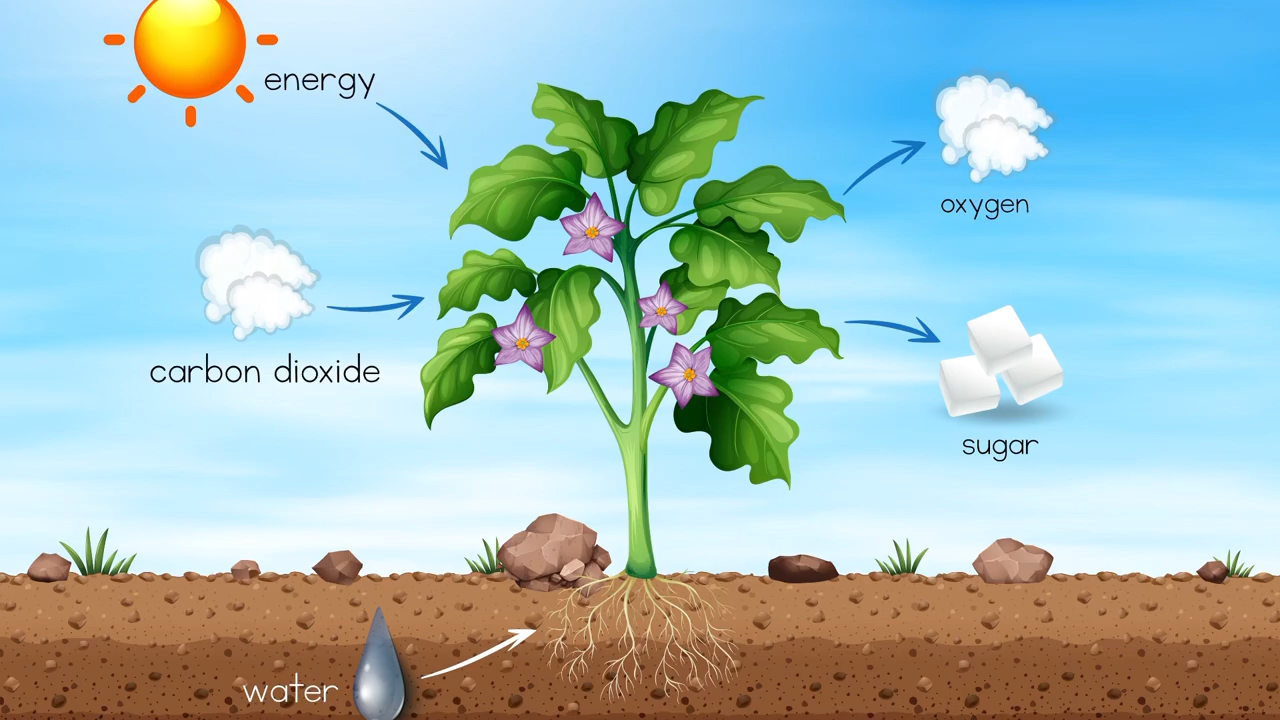 energy
oxygen
carbon dioxide
sugar
water